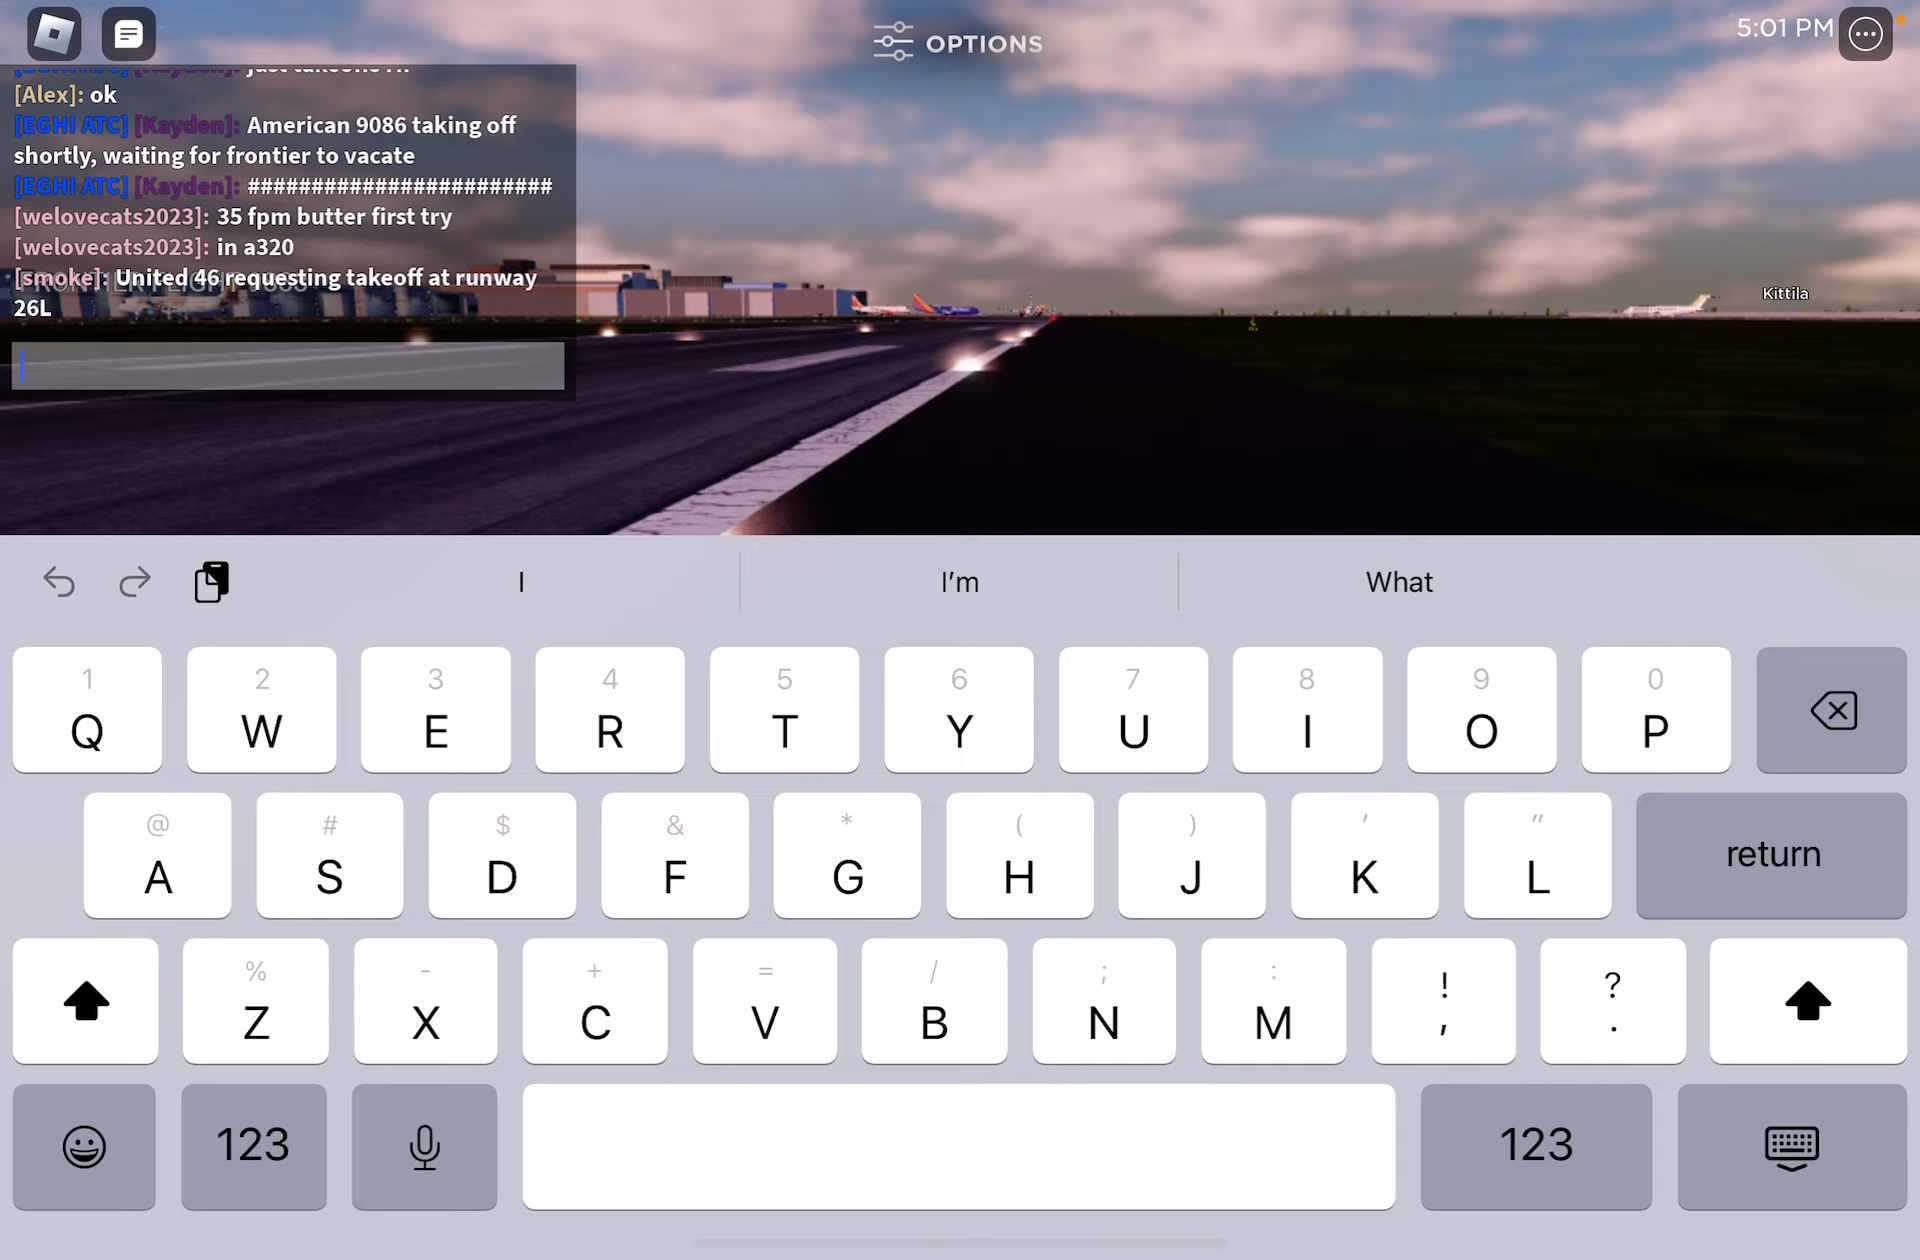 5:01 PM
OPTIONS
[Alex]: ok
[EGHI ATC] [Kayden]: American 9086 taking off
shortly, waiting for frontier to vacate
[EGHI ATC] [Kayden]: ########################
[welovecats2023]: 35 fpm butter first try
[welovecats2023]: in a320
[smoke]: United 46 requesting takeoff at runway
26L
Kittila
I I'm What
1 2 3 4 5 6 7 8 9 0
Q W E R T Y U I O P
@ # $ & * ( ) ' "
A S D F G H J K L return
% - + = / ; : ! ?
Z X C V B N M , .
123 123